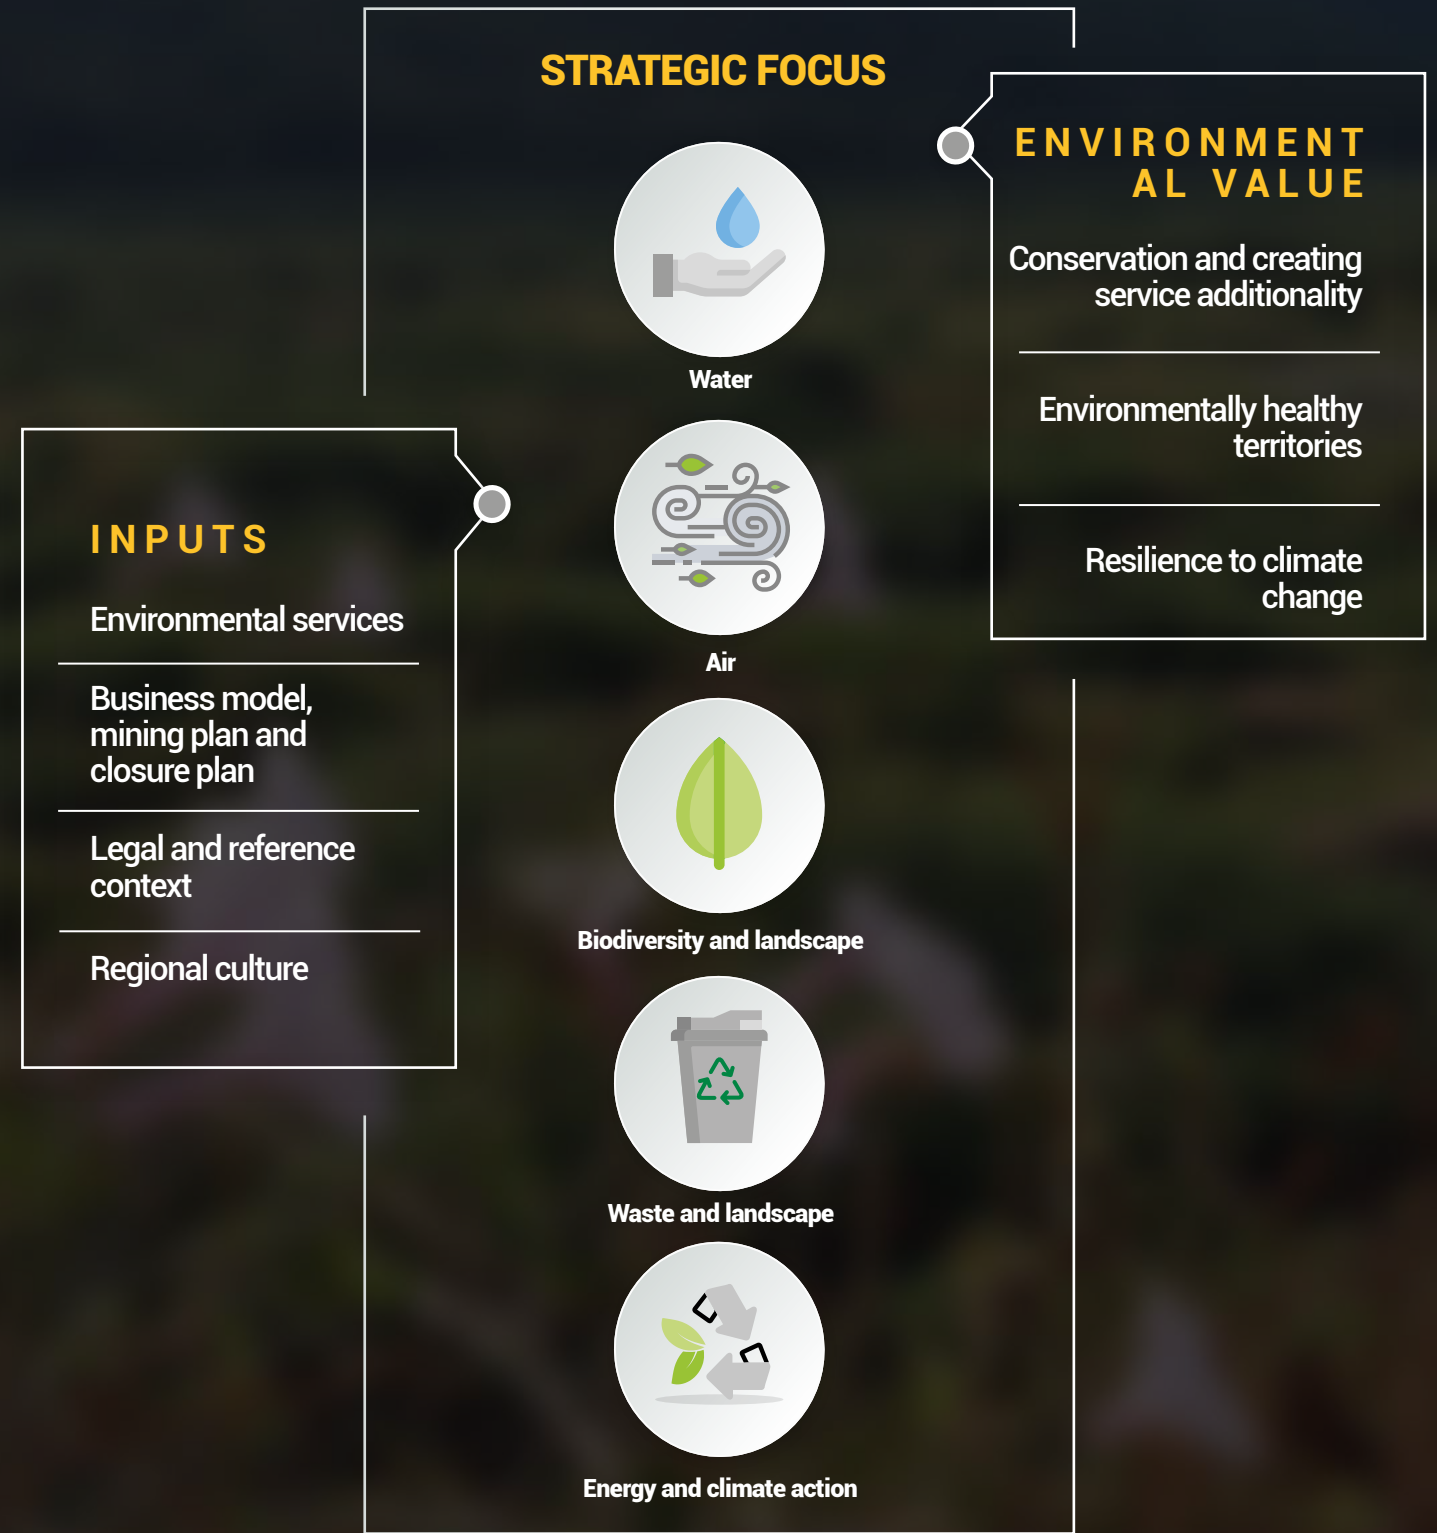 STRATEGIC FOCUS
Water
Air
Biodiversity and landscape
Waste and landscape
Energy and climate action
INPUTS
Environmental services
Business model,
mining plan and
closure plan
Legal and reference
context
Regional culture
ENVIRONMENT
AL VALUE
Conservation and creating
service additionality
Environmentally healthy
territories
Resilience to climate
change